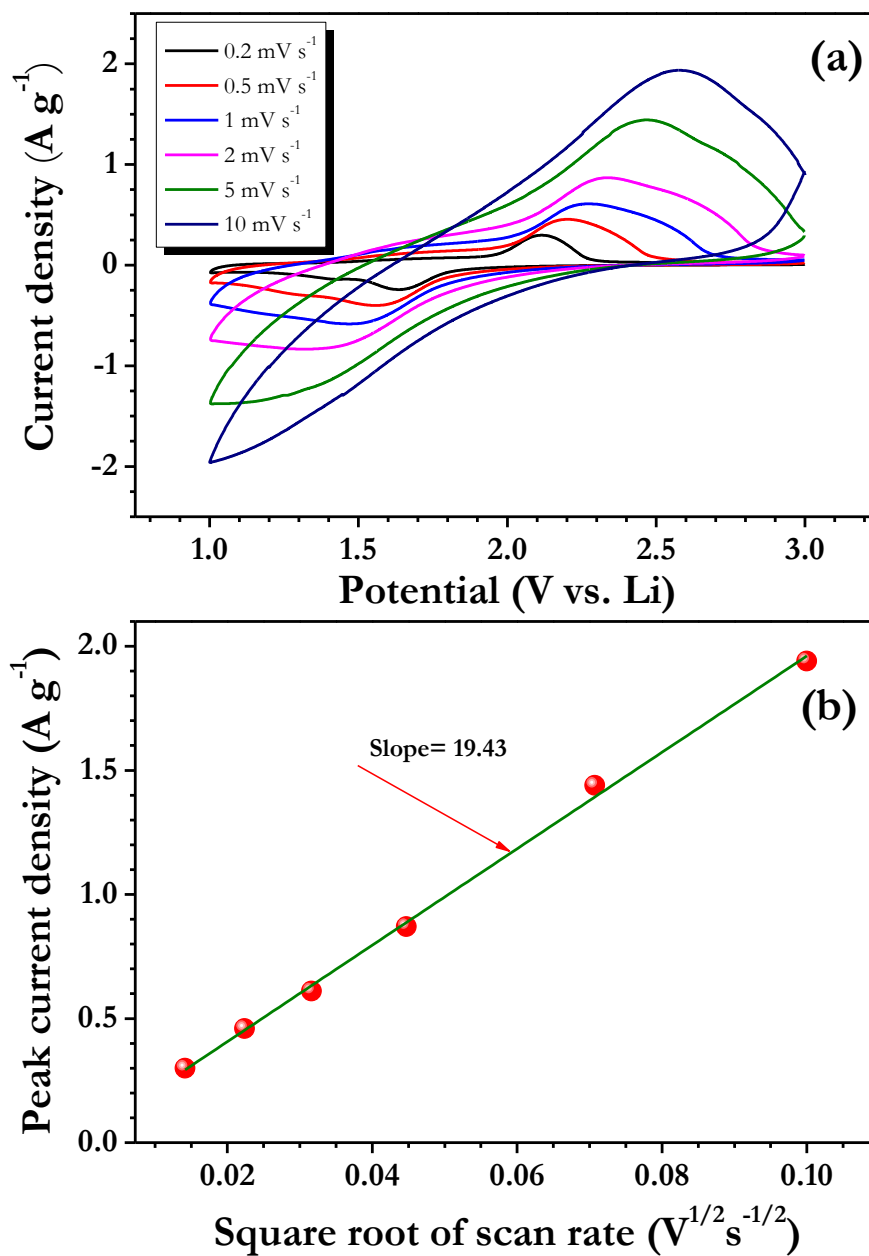 0.2 mV s⁻¹
0.5 mV s⁻¹
1 mV s⁻¹
2 mV s⁻¹
5 mV s⁻¹
10 mV s⁻¹
(a)
Current density (A g⁻¹)
2
1
0
-1
-2
1.0 1.5 2.0 2.5 3.0
Potential (V vs. Li)
(b)
Slope= 19.43
Peak current density (A g⁻¹)
2.0
1.5
1.0
0.5
0.0
0.02 0.04 0.06 0.08 0.10
Square root of scan rate (V¹/²s⁻¹/²)